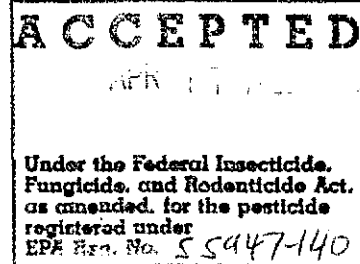 ACCEPTED
APR
Under the Federal Insecticide,
Fungicide, and Rodenticide Act,
as amended, for the pesticide
registered under
EPA Reg. No. 55947-140